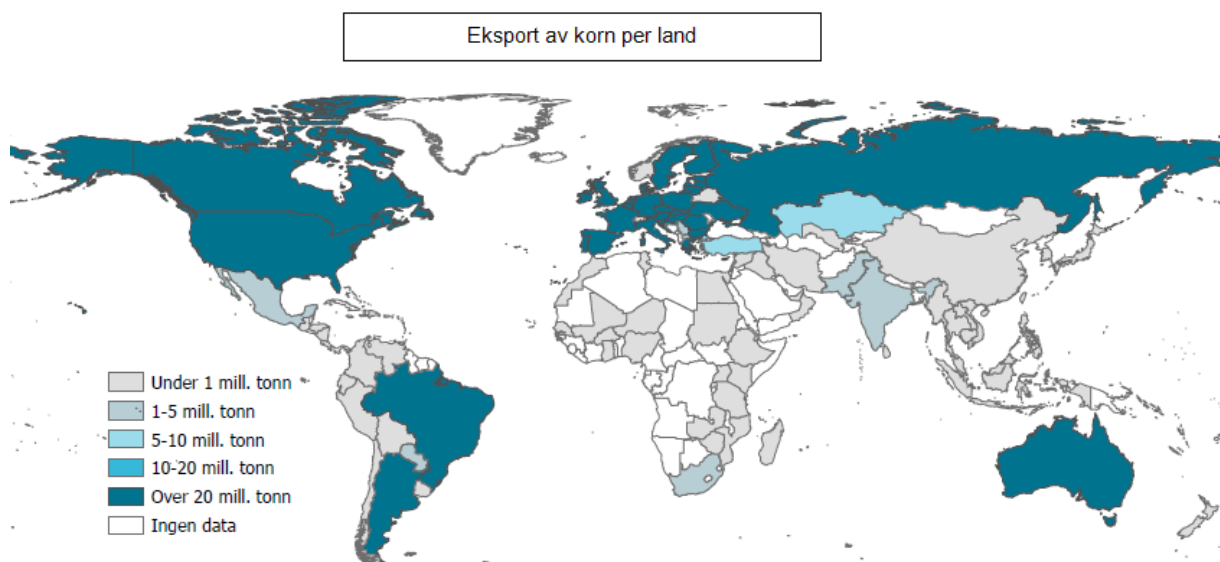 Eksport av korn per land
Under 1 mill. tonn
1-5 mill. tonn
5-10 mill. tonn
10-20 mill. tonn
Over 20 mill. tonn
Ingen data